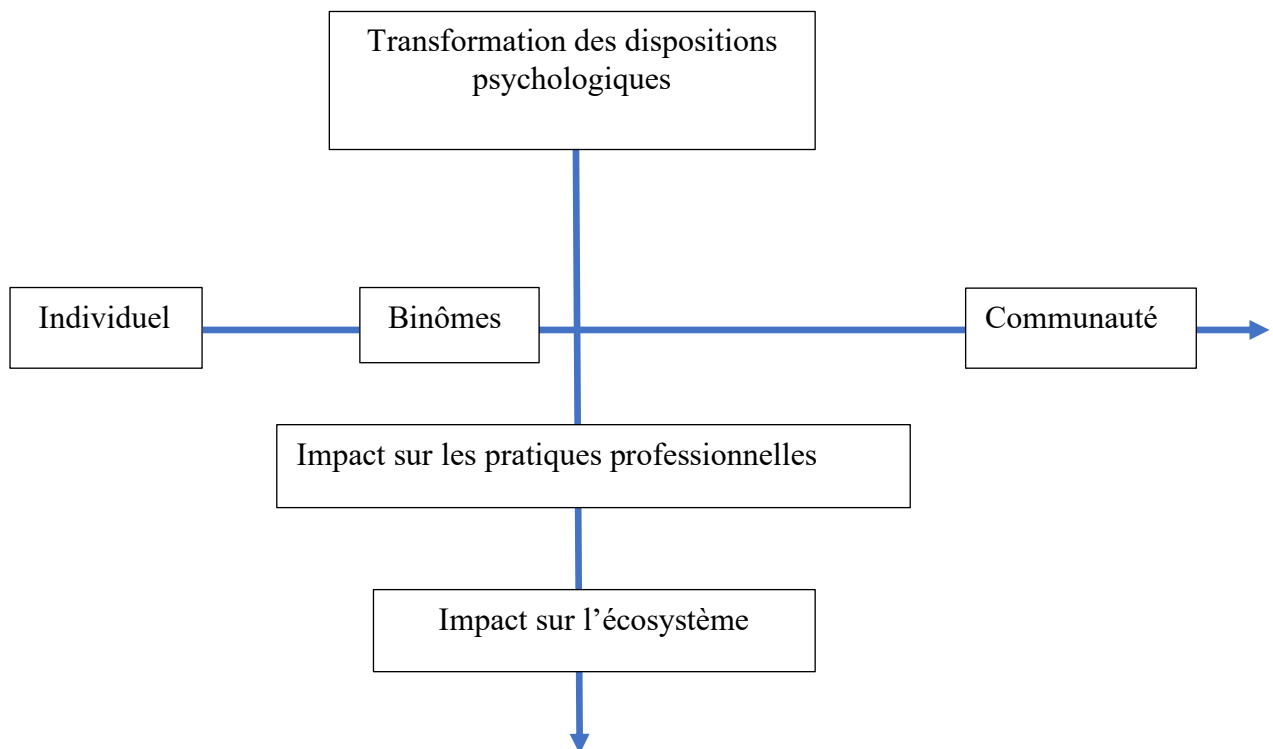 Transformation des dispositions
psychologiques
Individuel
Binômes
Communauté
Impact sur les pratiques professionnelles
Impact sur l’écosystème